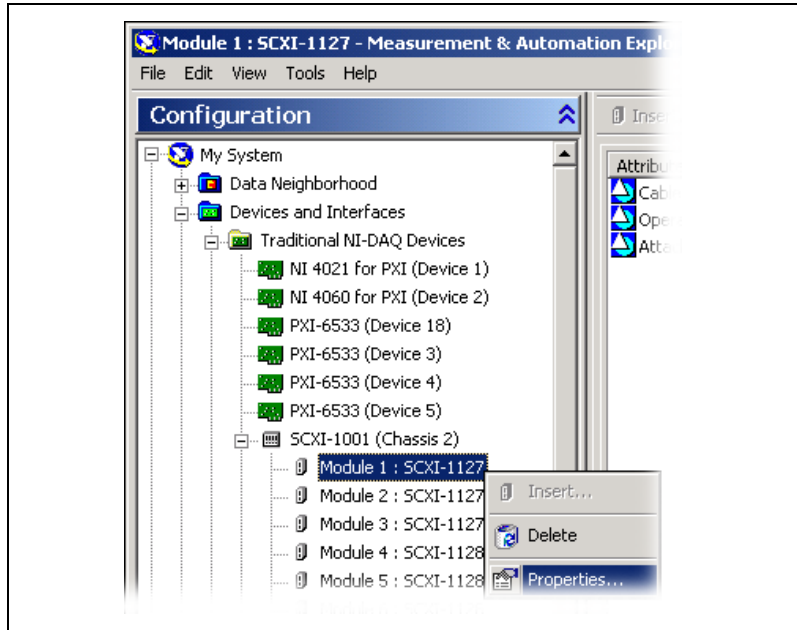 Module 1 : SCXI-1127 - Measurement & Automation
File Edit View Tools Help
Configuration
My System
Data Neighborhood
Devices and Interfaces
Traditional NI-DAQ Devices
NI 4021 for PXI (Device 1)
NI 4060 for PXI (Device 2)
PXI-6533 (Device 18)
PXI-6533 (Device 3)
PXI-6533 (Device 4)
PXI-6533 (Device 5)
SCXI-1001 (Chassis 2)
Module 1 : SCXI-1127
Module 2 : SCXI-1127
Module 3 : SCXI-1127
Module 4 : SCXI-1128
Module 5 : SCXI-1128
Insert...
Delete
Properties...